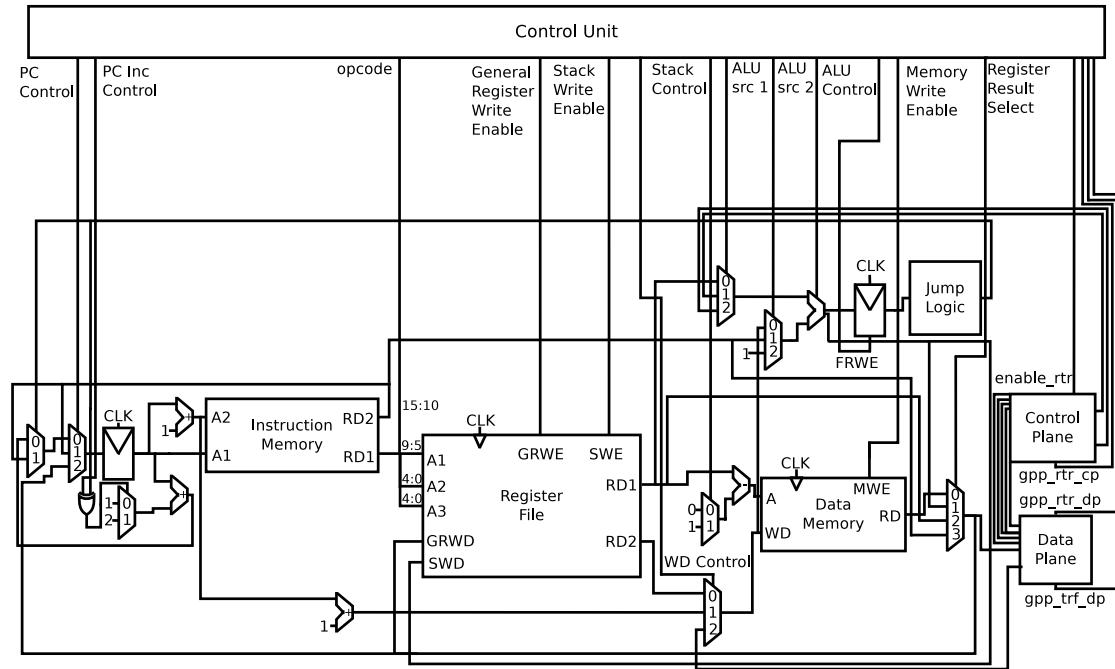 Control Unit
PC
Control
PC Inc
Control
opcode
General
Register
Write
Enable
Stack
Write
Enable
Stack
Control
ALU
src 1
ALU
src 2
ALU
Control
Memory
Write
Enable
Register
Result
Select
CLK
0
1
2
Jump
Logic
0
1
2
1
FRWE
enable_rtr
Control
Plane
gpp_rtr_cp
gpp_rtr_dp
Data
Plane
gpp_trf_dp
0
1
0
1
2
CLK
1
+
A2
A1
Instruction
Memory
RD2
RD1
15:10
9:5
4:0
4:0
1
2
0
1
+
CLK
GRWE
SWE
A1
A2
A3
GRWD
SWD
Register
File
RD1
RD2
0
1
0
1
-
CLK
MWE
A
WD
Data
Memory
RD
0
1
2
3
WD Control
0
1
2
1
+